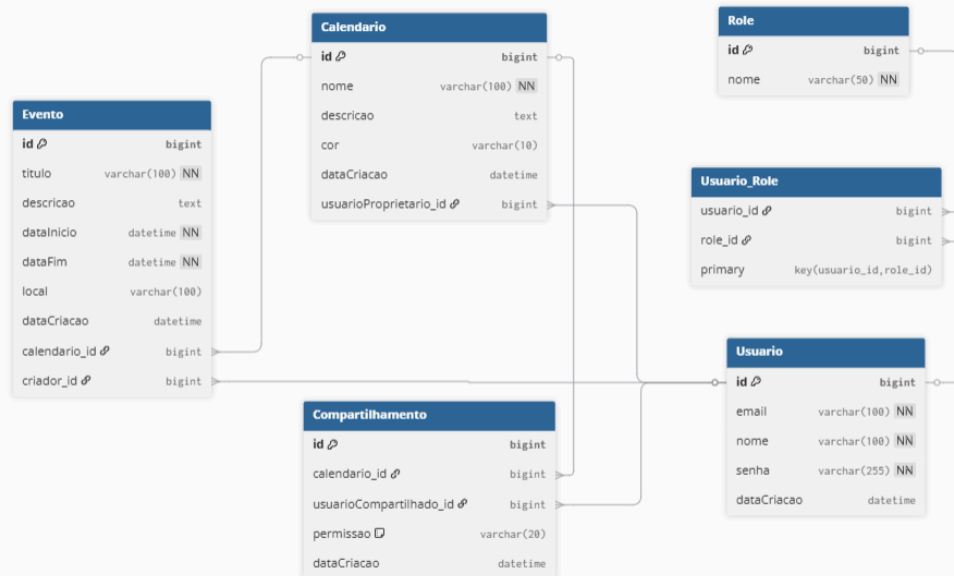 Calendario
id bigint
nome varchar(100) NN
descricao text
cor varchar(10)
dataCriacao datetime
usuarioProprietario_id bigint
Role
id bigint
nome varchar(50) NN
Evento
id bigint
titulo varchar(100) NN
descricao text
dataInicio datetime NN
dataFim datetime NN
local varchar(100)
dataCriacao datetime
calendario_id bigint
criador_id bigint
Usuario_Role
usuario_id bigint
role_id bigint
primary key(usuario_id,role_id)
Usuario
id bigint
email varchar(100) NN
nome varchar(100) NN
senha varchar(255) NN
dataCriacao datetime
Compartilhamento
id bigint
calendario_id bigint
usuarioCompartilhado_id bigint
permissao varchar(20)
dataCriacao datetime